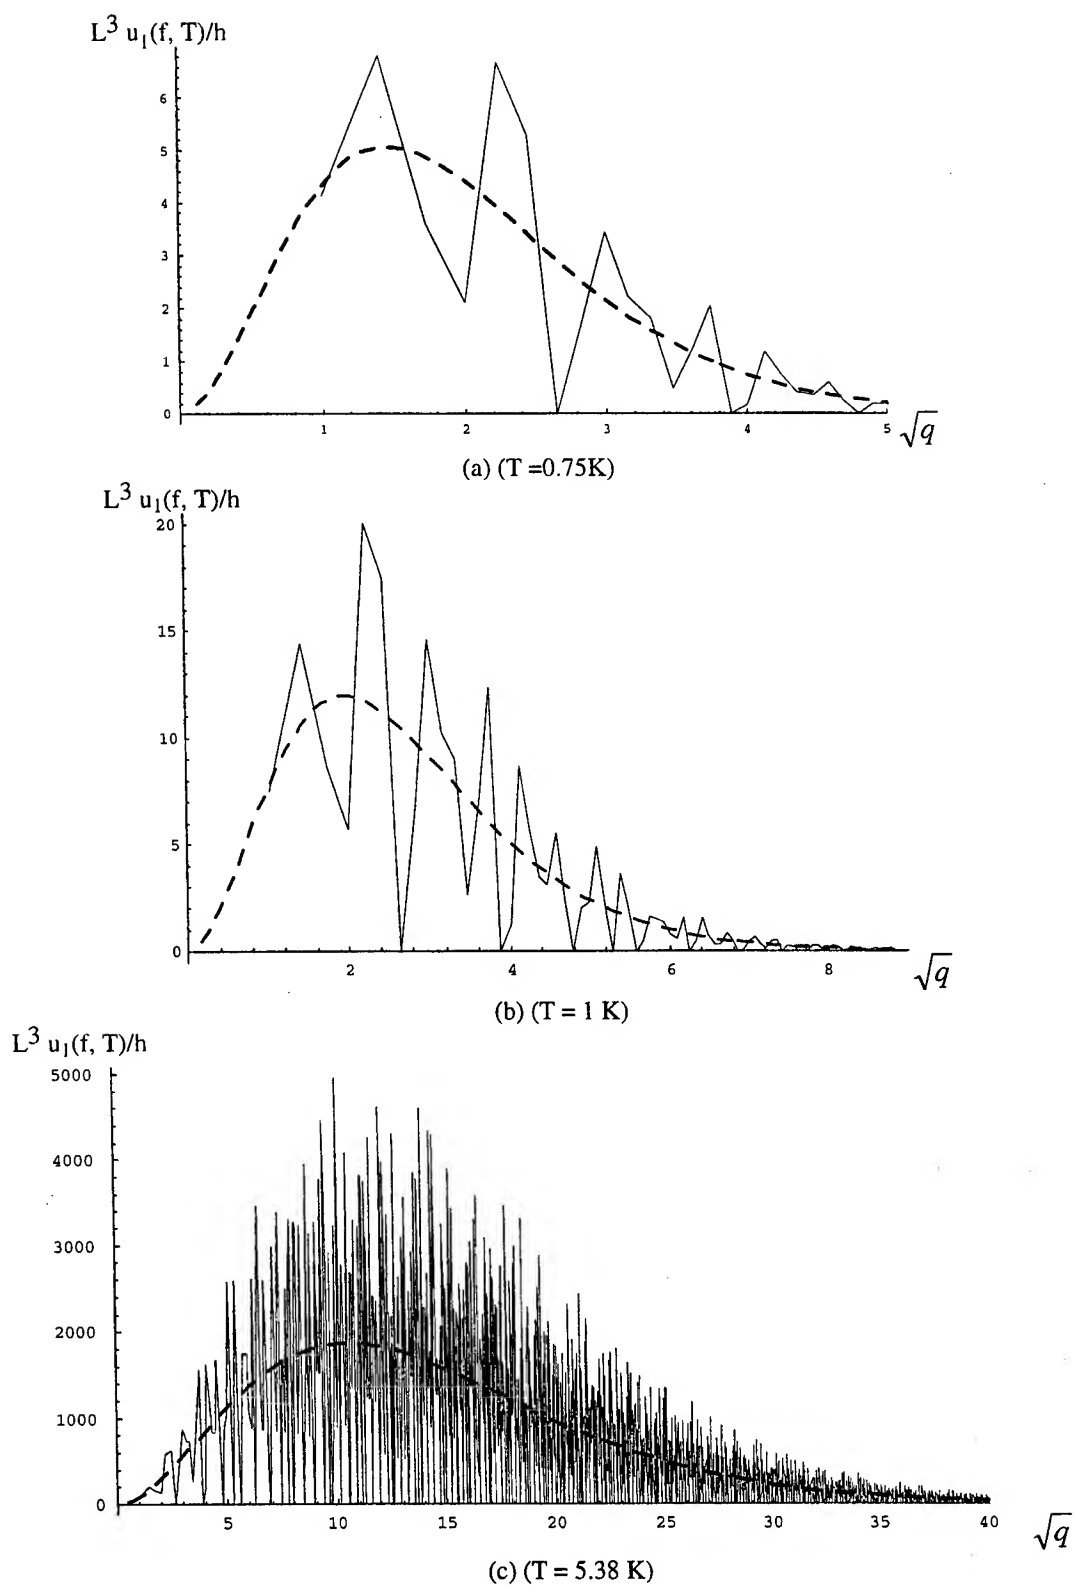 L3 u1(f, T)/h
6
5
4
3
2
1
0
1 2 3 4 5 √q
(a) (T =0.75K)
L3 u1(f, T)/h
20
15
10
5
0
2 4 6 8 √q
(b) (T = 1 K)
L3 u1(f, T)/h
5000
4000
3000
2000
1000
0
5 10 15 20 25 30 35 40 √q
(c) (T = 5.38 K)